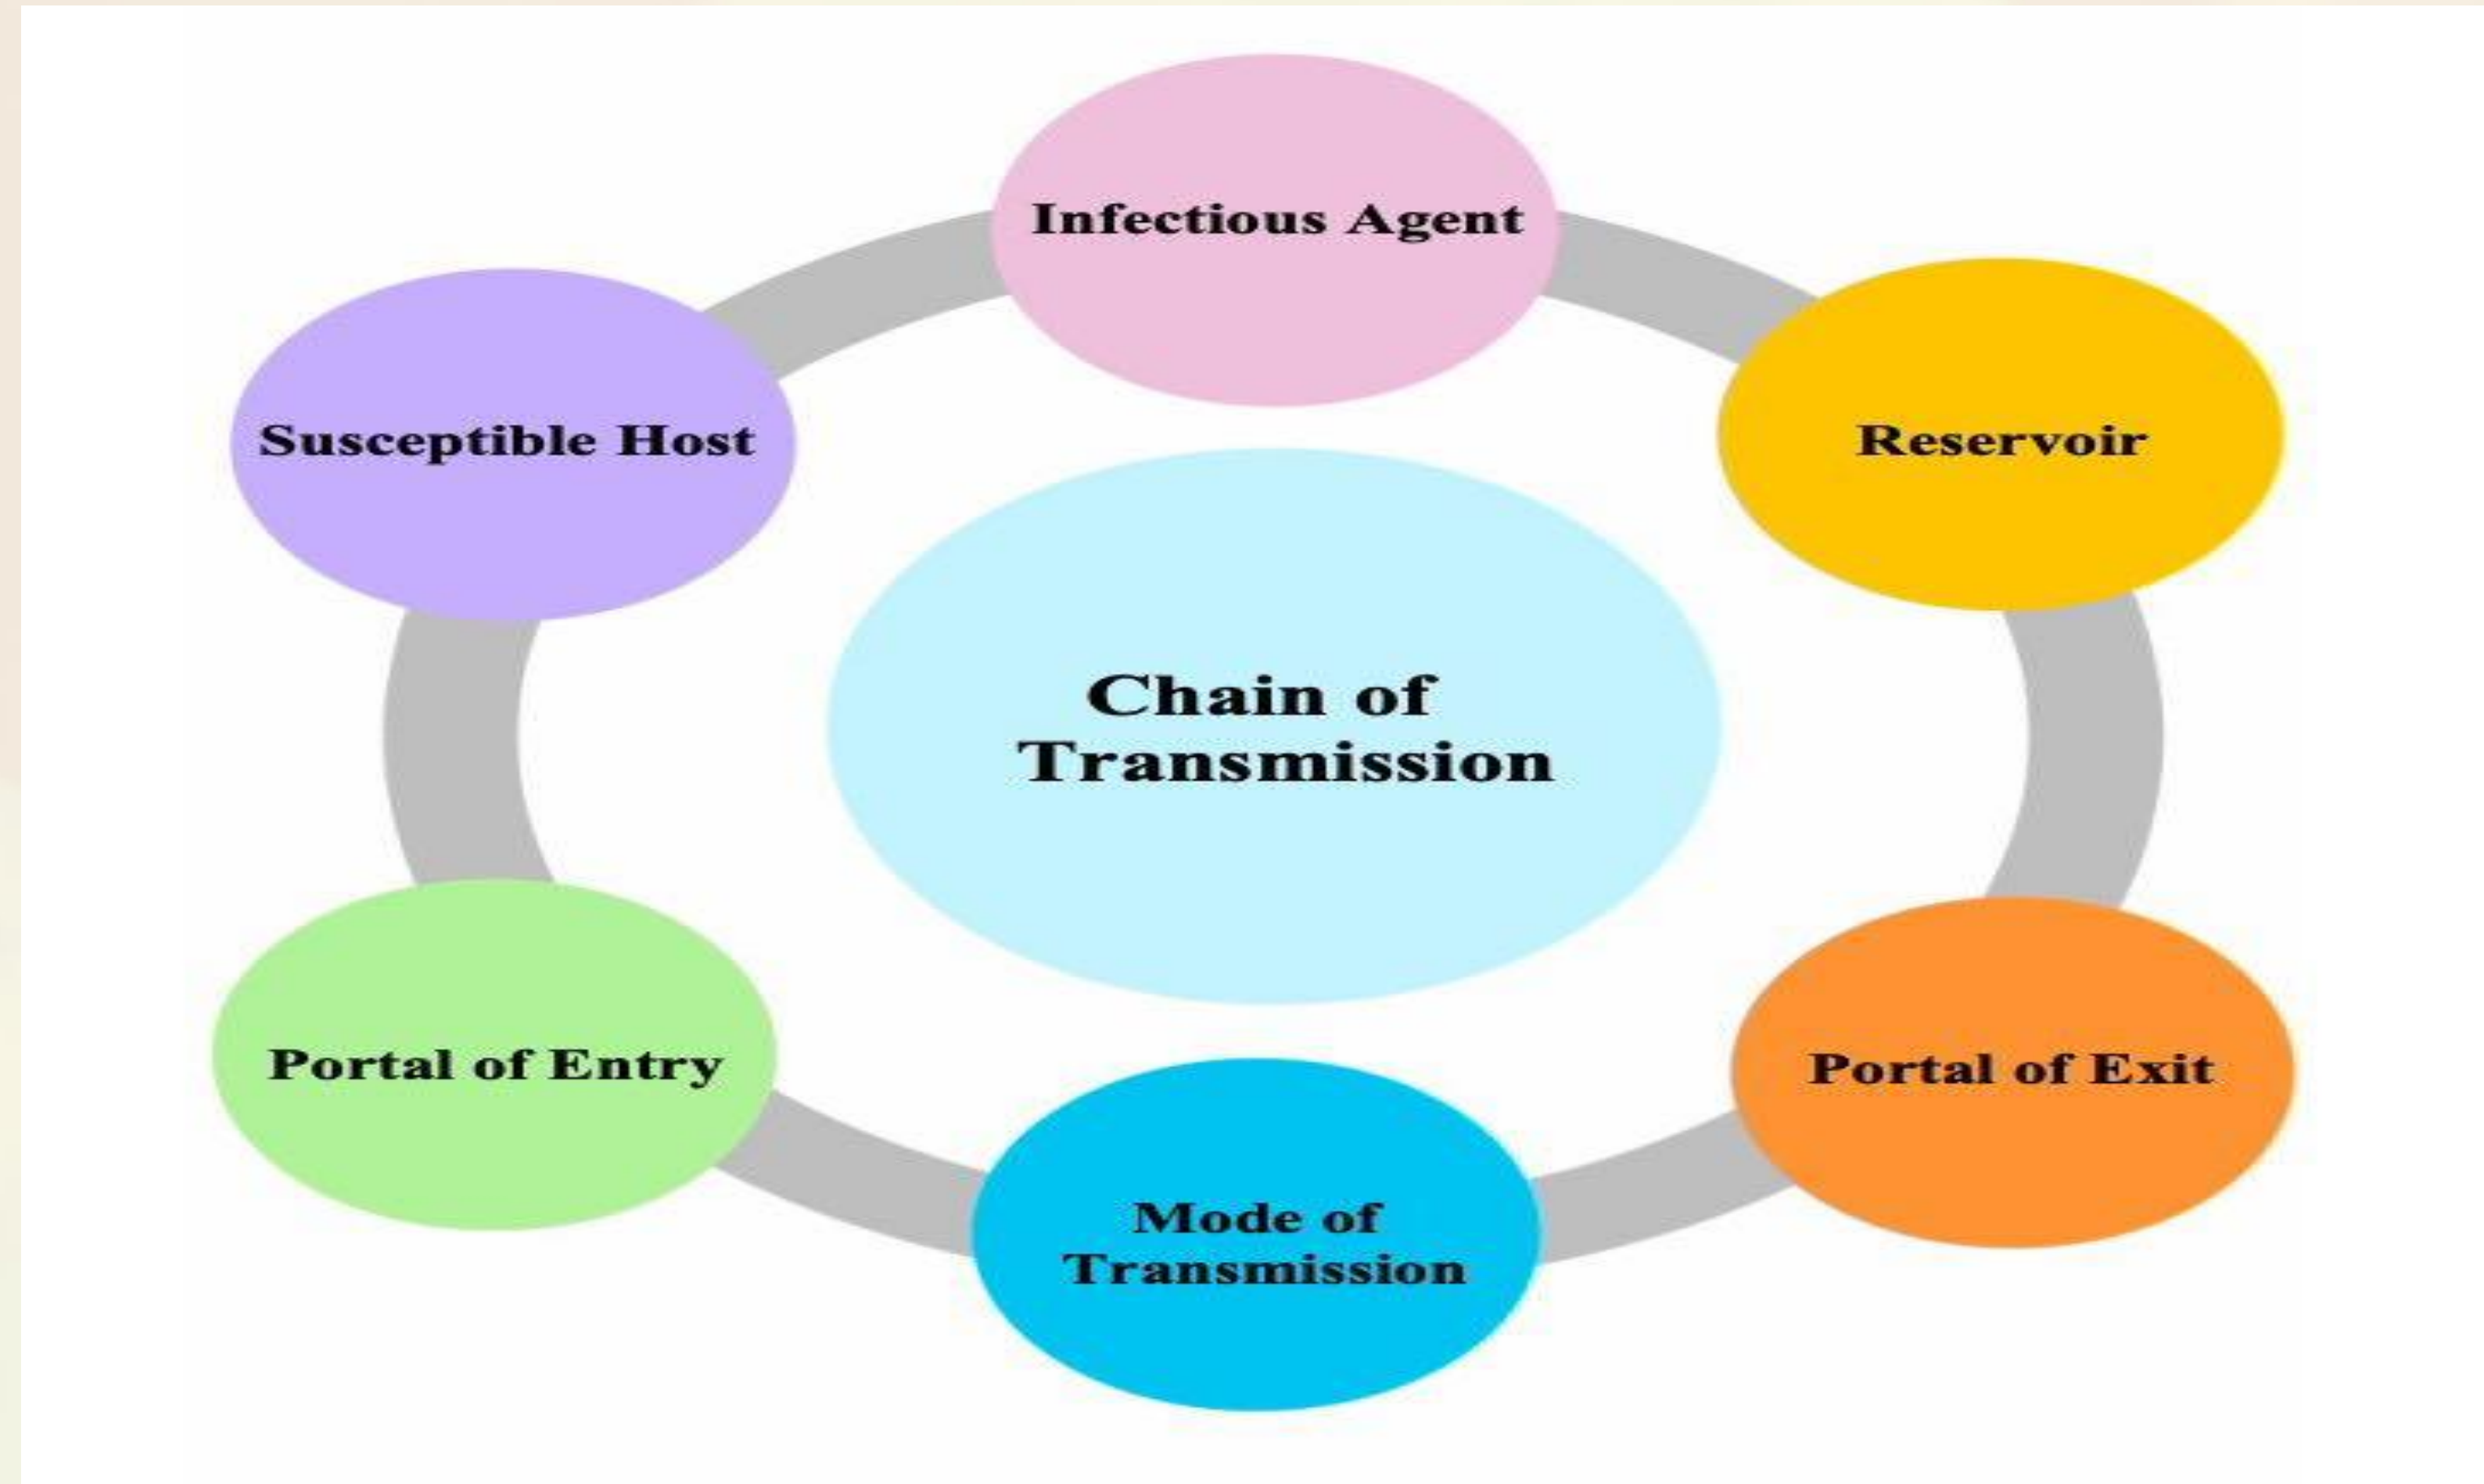 Infectious Agent
Susceptible Host
Reservoir
Chain of
Transmission
Portal of Entry
Portal of Exit
Mode of
Transmission